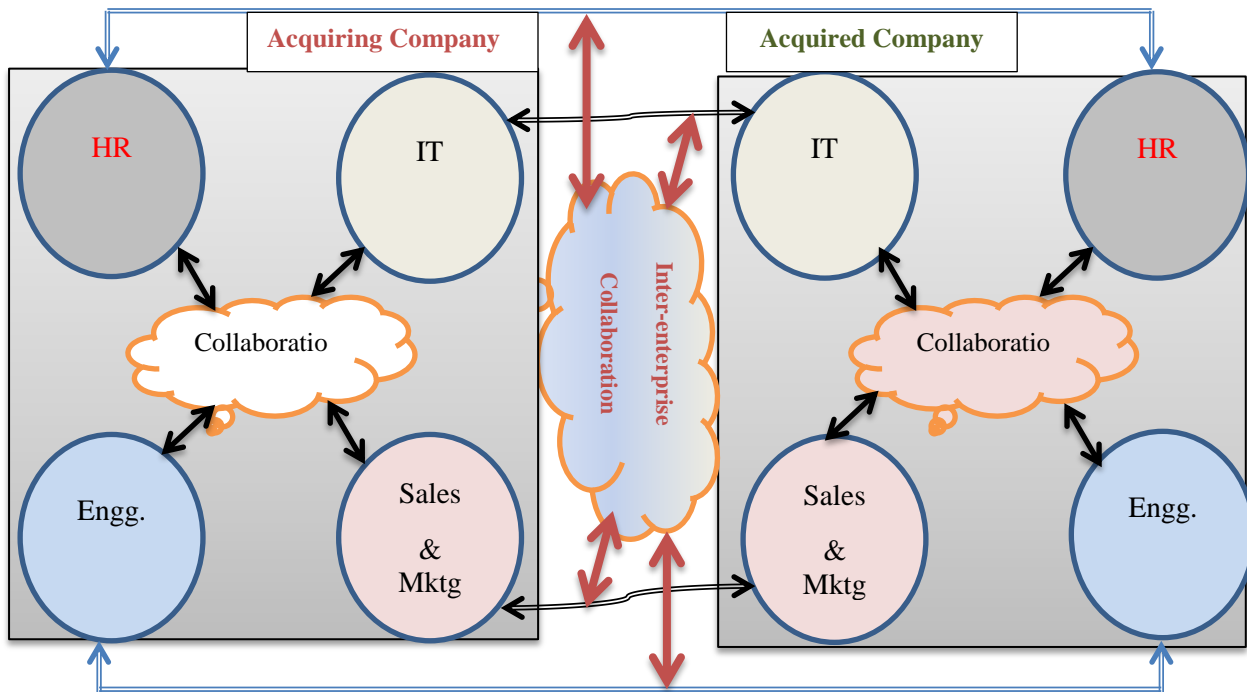 Acquiring Company
Acquired Company
HR
IT
IT
HR
Collaboratio
Inter-enterprise
Collaboration
Collaboratio
Engg.
Sales
&
Mktg
Sales
&
Mktg
Engg.